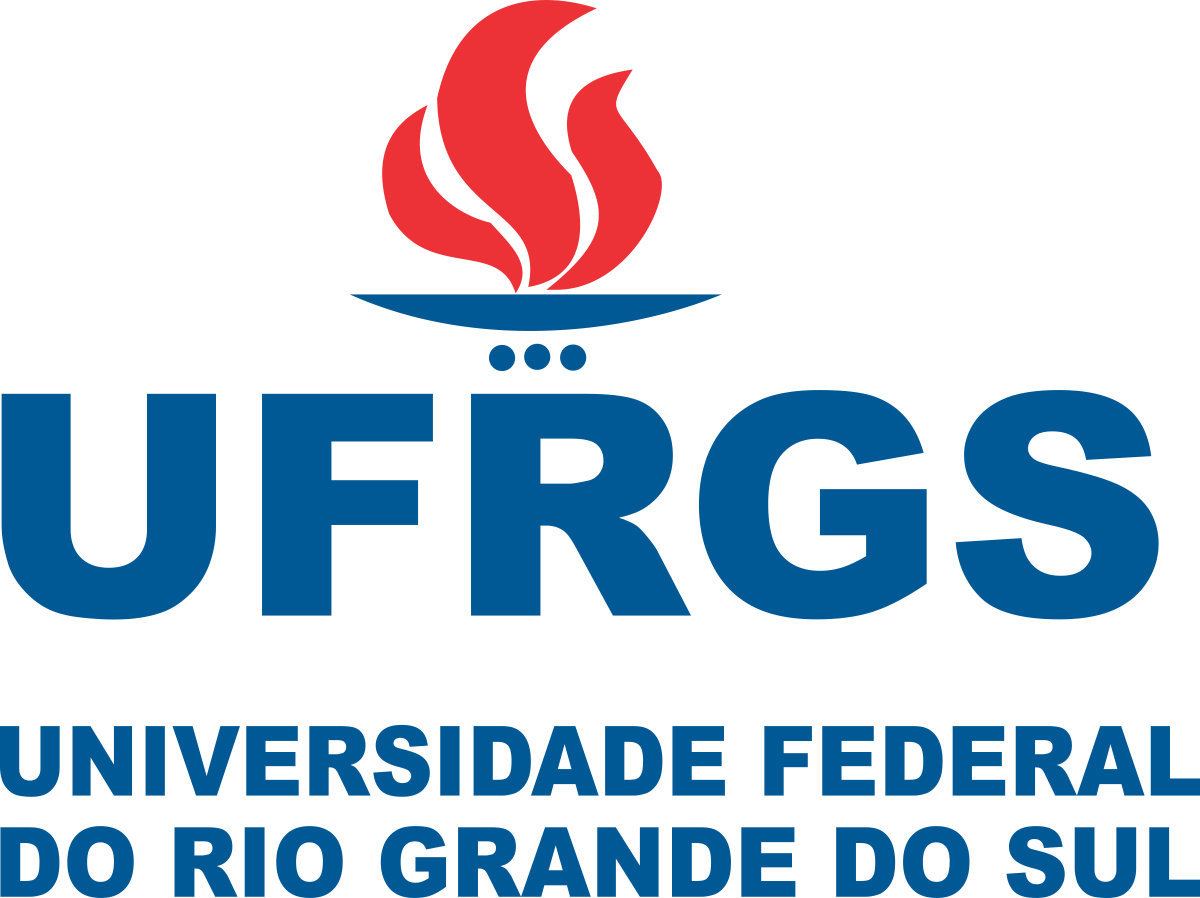 UFRGS
UNIVERSIDADE FEDERAL
DO RIO GRANDE DO SUL